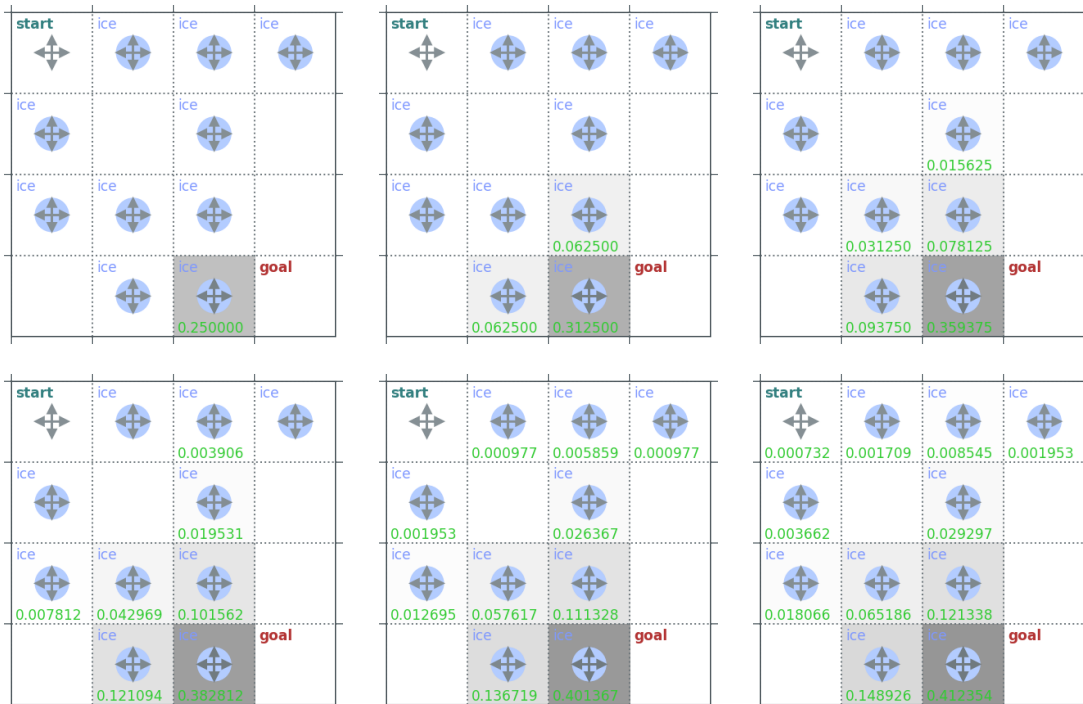 start ice ice ice
ice ice
ice ice ice
ice ice goal
0.250000
start ice ice ice
ice ice
ice ice ice
0.062500
ice ice goal
0.062500 0.312500
start ice ice ice
ice ice
0.015625
ice ice ice
0.031250 0.078125
ice ice goal
0.093750 0.359375
start ice ice ice
0.003906
ice ice
0.019531
ice ice ice
0.007812 0.042969 0.101562
ice ice goal
0.121094 0.382812
start ice ice ice
0.000977 0.005859 0.000977
ice ice
0.001953 0.026367
ice ice ice
0.012695 0.057617 0.111328
ice ice goal
0.136719 0.401367
start ice ice ice
0.000732 0.001709 0.008545 0.001953
ice ice
0.003662 0.029297
ice ice ice
0.018066 0.065186 0.121338
ice ice goal
0.148926 0.412354